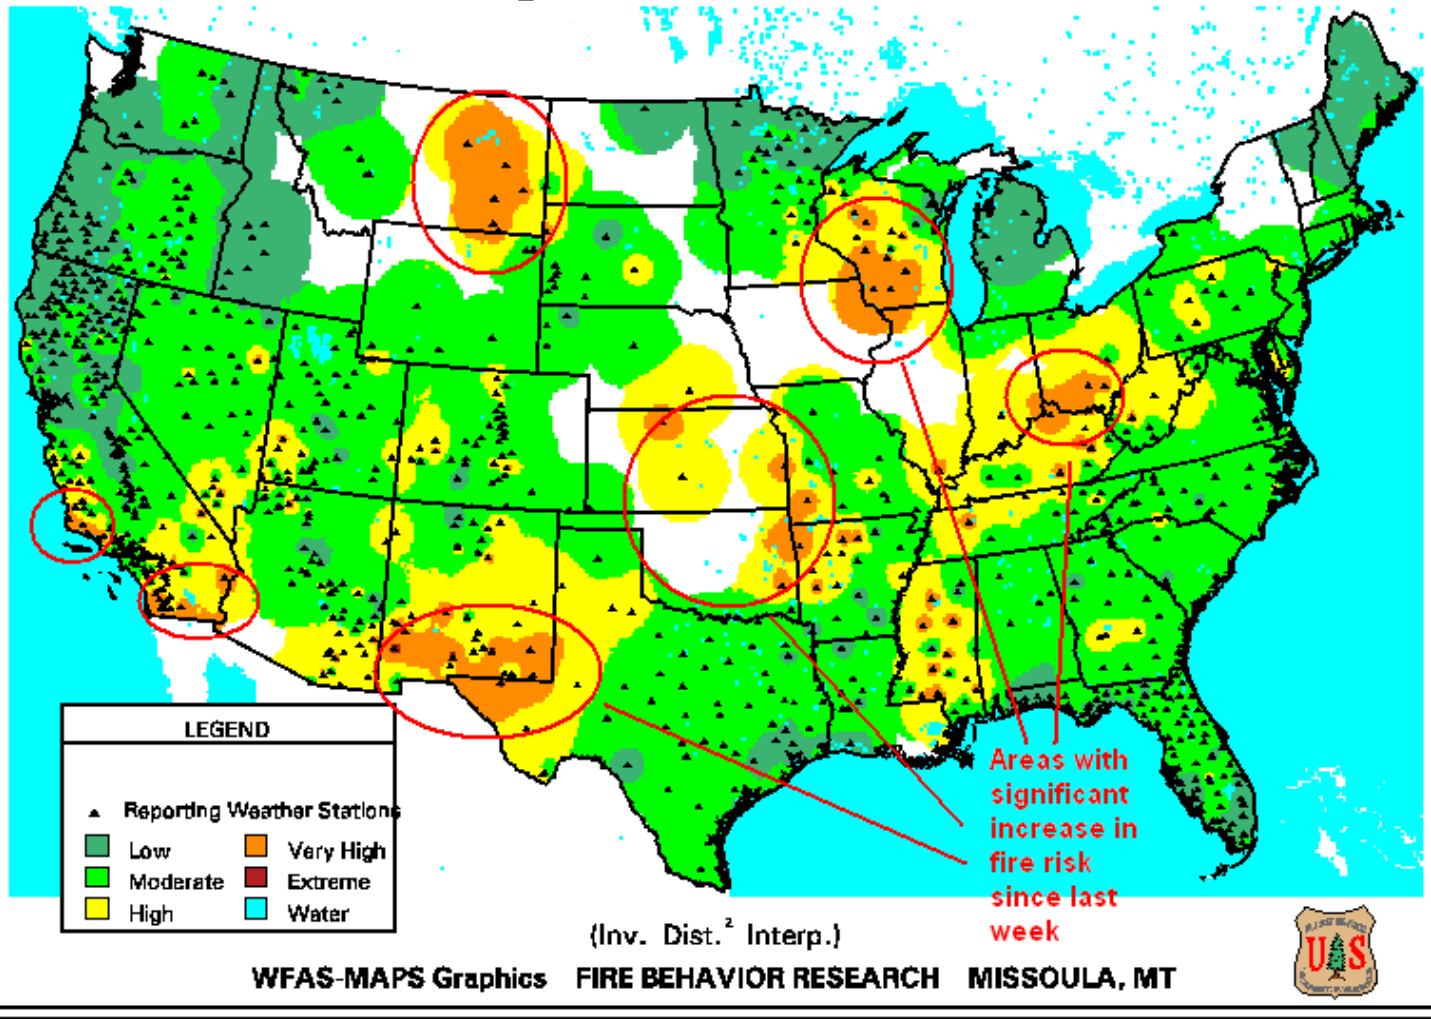 LEGEND
Reporting Weather Stations
Low
Very High
Moderate
Extreme
High
Water
Areas with
significant
increase in
fire risk
since last
week
(Inv. Dist.² Interp.)
WFAS-MAPS Graphics FIRE BEHAVIOR RESEARCH MISSOULA, MT
U S